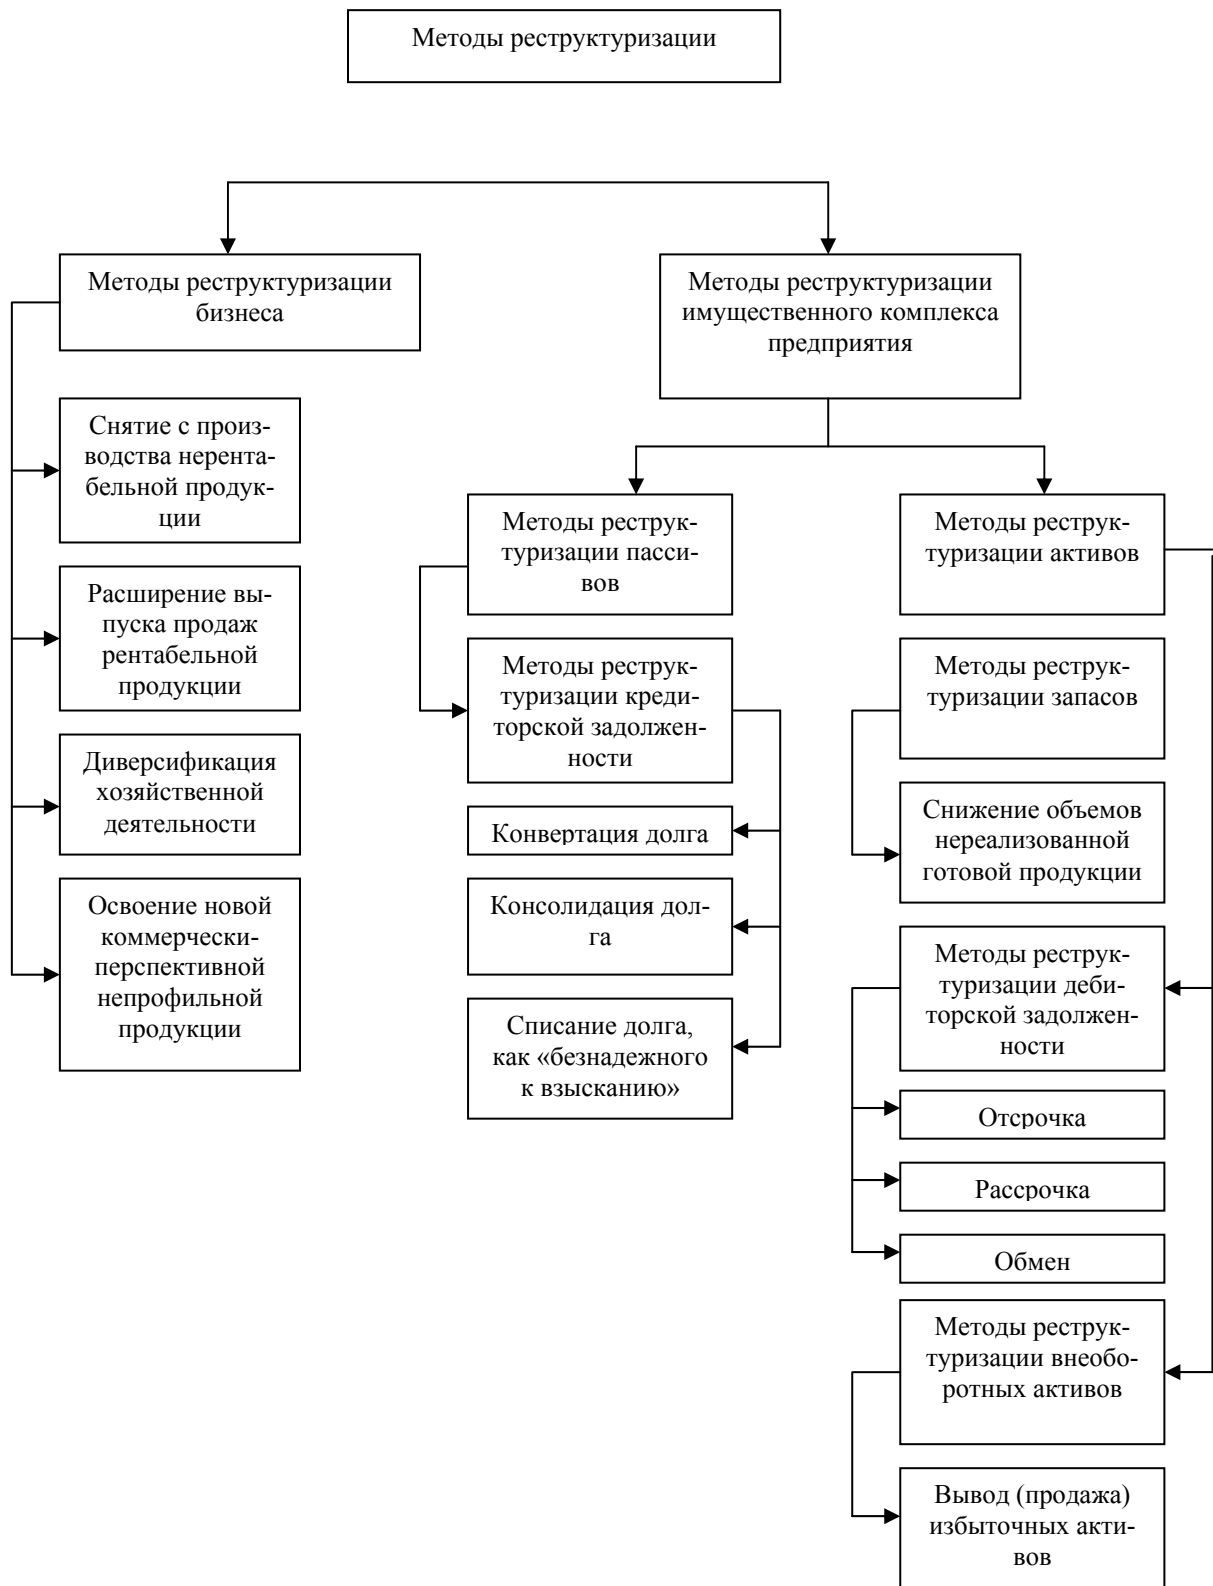 Методы реструктуризации
Методы реструктуризации
бизнеса
Снятие с произ-
водства нерента-
бельной продук-
ции
Расширение вы-
пуска продаж
рентабельной
продукции
Диверсификация
хозяйственной
деятельности
Освоение новой
коммерчески-
перспективной
непрофильной
продукции
Методы реструктуризации
имущественного комплекса
предприятия
Методы реструк-
туризации пасси-
вов
Методы реструк-
туризации креди-
торской задолжен-
ности
Конвертация долга
Консолидация дол-
га
Списание долга,
как «безнадежного
к взысканию»
Методы реструк-
туризации активов
Методы реструк-
туризации запасов
Снижение объемов
нереализованной
готовой продукции
Методы реструк-
туризации деби-
торской задолжен-
ности
Отсрочка
Рассрочка
Обмен
Методы реструк-
туризации внеобо-
ротных активов
Вывод (продажа)
избыточных акти-
вов